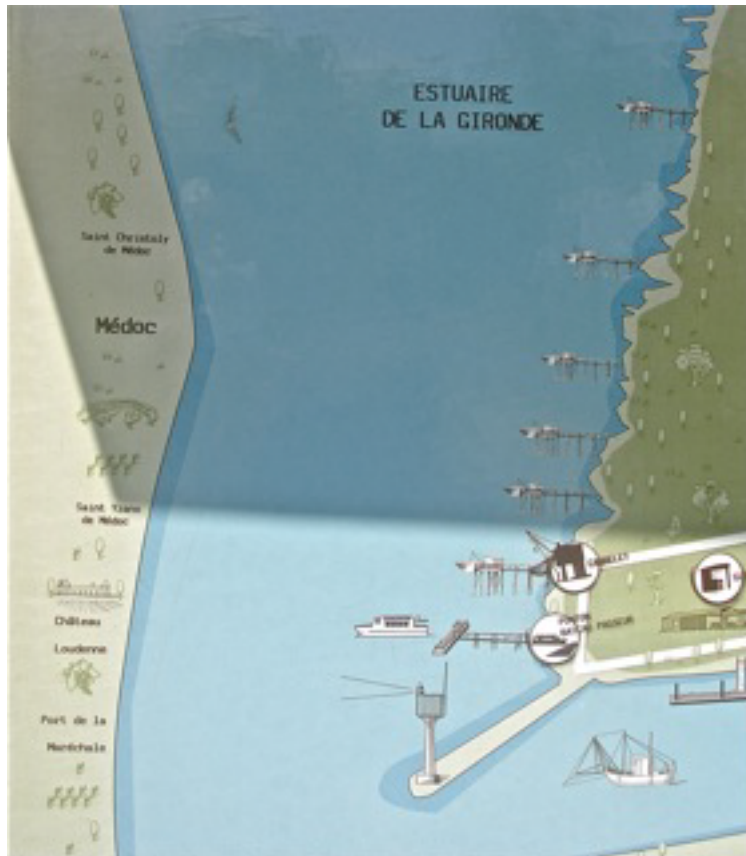 ESTUAIRE
DE LA GIRONDE
Saint Christoly
de Médoc
Médoc
Saint Yzans
de Médoc
Château
Loudenne
Port de la
Maréchale